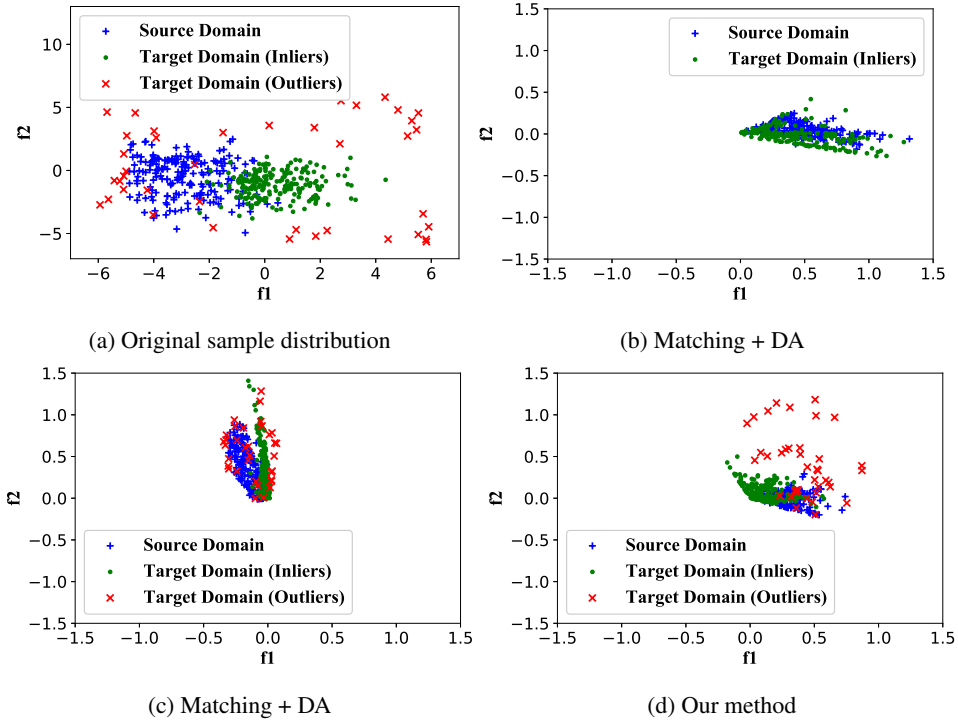 10
5
0
−5
f2
−6 −4 −2 0 2 4 6
f1
Source Domain
Target Domain (Inliers)
Target Domain (Outliers)
(a) Original sample distribution
1.5
1.0
0.5
0.0
−0.5
−1.0
−1.5
f2
−1.5 −1.0 −0.5 0.0 0.5 1.0 1.5
f1
Source Domain
Target Domain (Inliers)
(b) Matching + DA
1.5
1.0
0.5
0.0
−0.5
−1.0
−1.5
f2
−1.5 −1.0 −0.5 0.0 0.5 1.0 1.5
f1
Source Domain
Target Domain (Inliers)
Target Domain (Outliers)
(c) Matching + DA
1.5
1.0
0.5
0.0
−0.5
−1.0
−1.5
f2
−1.5 −1.0 −0.5 0.0 0.5 1.0 1.5
f1
Source Domain
Target Domain (Inliers)
Target Domain (Outliers)
(d) Our method